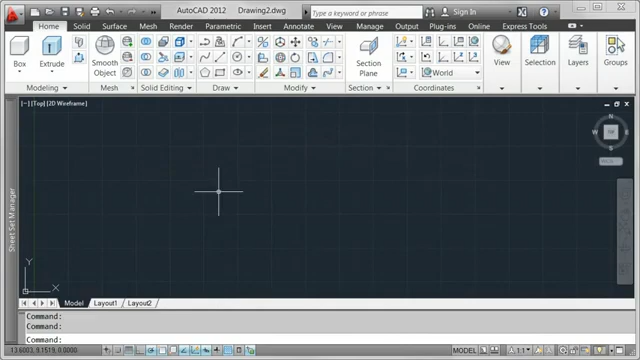 AutoCAD 2012 Drawing2.dwg
Type a keyword or phrase
Sign In
Home Solid Surface Mesh Render Parametric Insert Annotate View Manage Output Plug-ins Online Express Tools
Box
Extrude
Smooth Object
Section Plane
World
View
Selection
Layers
Groups
Modeling
Mesh
Solid Editing
Draw
Modify
Section
Coordinates
[−] [Top] [2D Wireframe]
N
W
E
S
Sheet Set Manager
Y
X
Model Layout1 Layout2
Command:
Command:
Command:
13.6003, 9.1519, 0.0000
MODEL
1:1